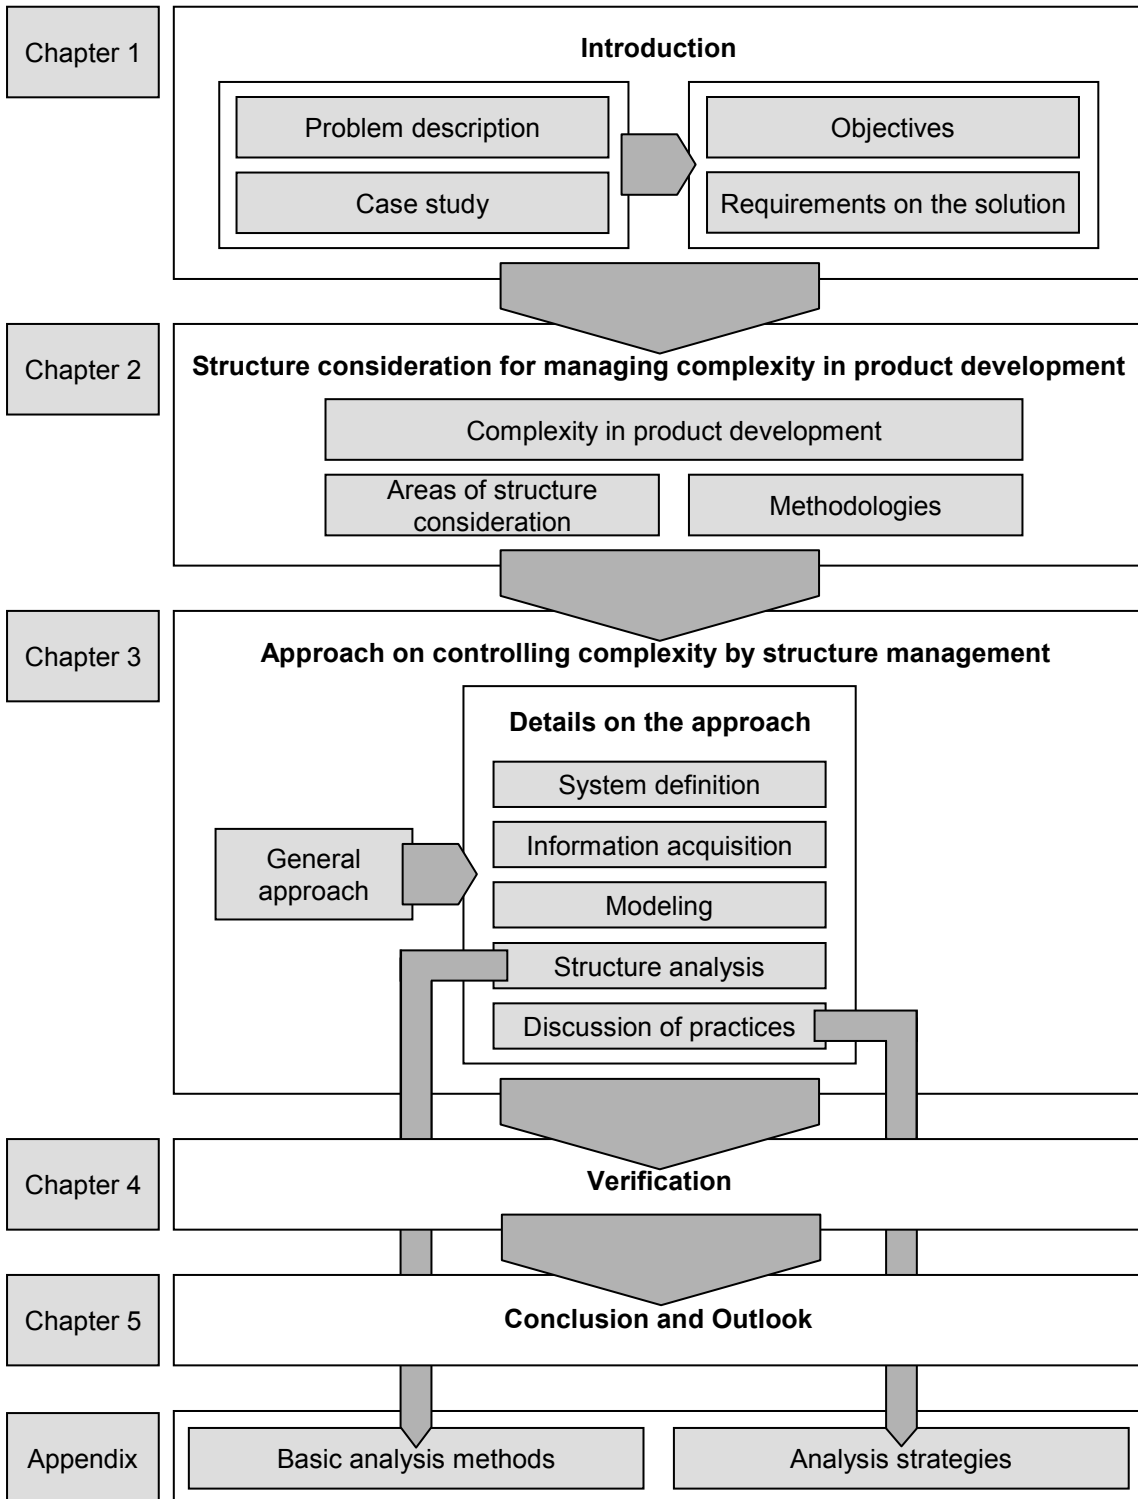 Chapter 1
Introduction
Problem description
Objectives
Case study
Requirements on the solution
Chapter 2
Structure consideration for managing complexity in product development
Complexity in product development
Areas of structure
consideration
Methodologies
Chapter 3
Approach on controlling complexity by structure management
Details on the approach
System definition
General
approach
Information acquisition
Modeling
Structure analysis
Discussion of practices
Chapter 4
Verification
Chapter 5
Conclusion and Outlook
Appendix
Basic analysis methods
Analysis strategies